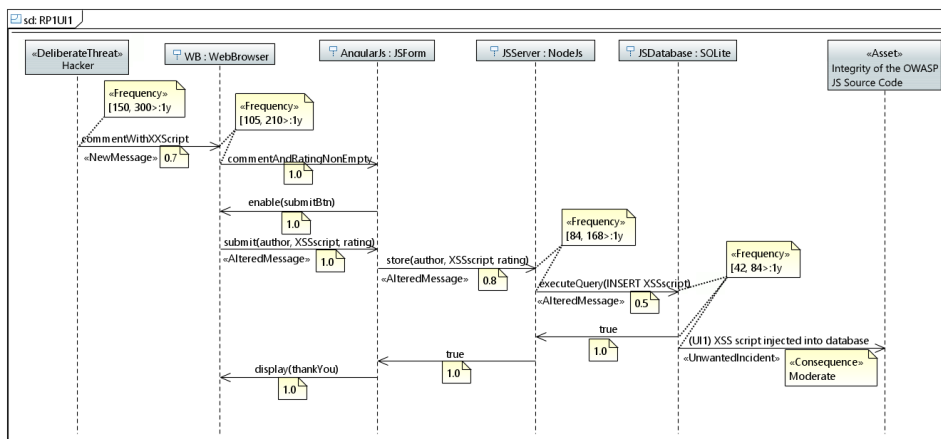 sd: RP1UI1
«DeliberateThreat»
Hacker
WB : WebBrowser
AngularJs : JSForm
JSServer : NodeJs
JSDatabase : SQLite
«Asset»
Integrity of the OWASP
JS Source Code
«Frequency»
[150, 300>:1y
«Frequency»
[105, 210>:1y
commentWithXXScript
«NewMessage» 0.7
commentAndRatingNonEmpty
1.0
enable(submitBtn)
1.0
«Frequency»
[84, 168>:1y
submit(author, XSSscript, rating)
«AlteredMessage» 1.0
store(author, XSSscript, rating)
«AlteredMessage» 0.8
«Frequency»
[42, 84>:1y
executeQuery(INSERT XSSscript)
«AlteredMessage» 0.5
true
1.0
(UI1) XSS script injected into database
«UnwantedIncident»
«Consequence»
Moderate
true
1.0
display(thankYou)
1.0